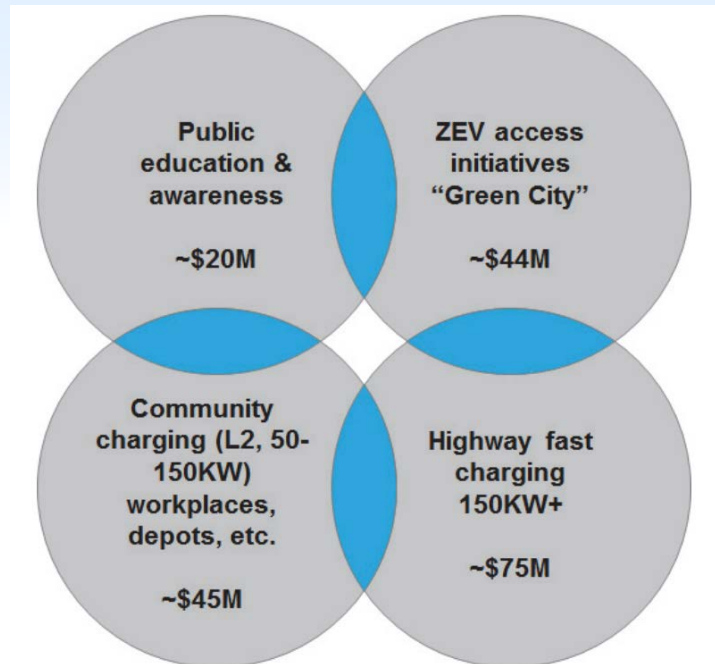 Public
education &
awareness
~$20M
ZEV access
initiatives
“Green City”
~$44M
Community
charging (L2, 50-
150KW)
workplaces,
depots, etc.
~$45M
Highway fast
charging
150KW+
~$75M